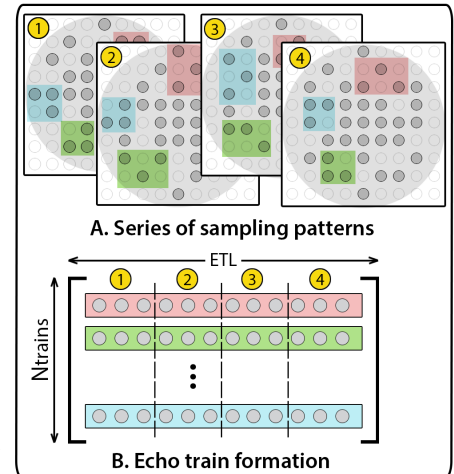 1
2
3
4
A. Series of sampling patterns
ETL
1 2 3 4
Ntrains
B. Echo train formation